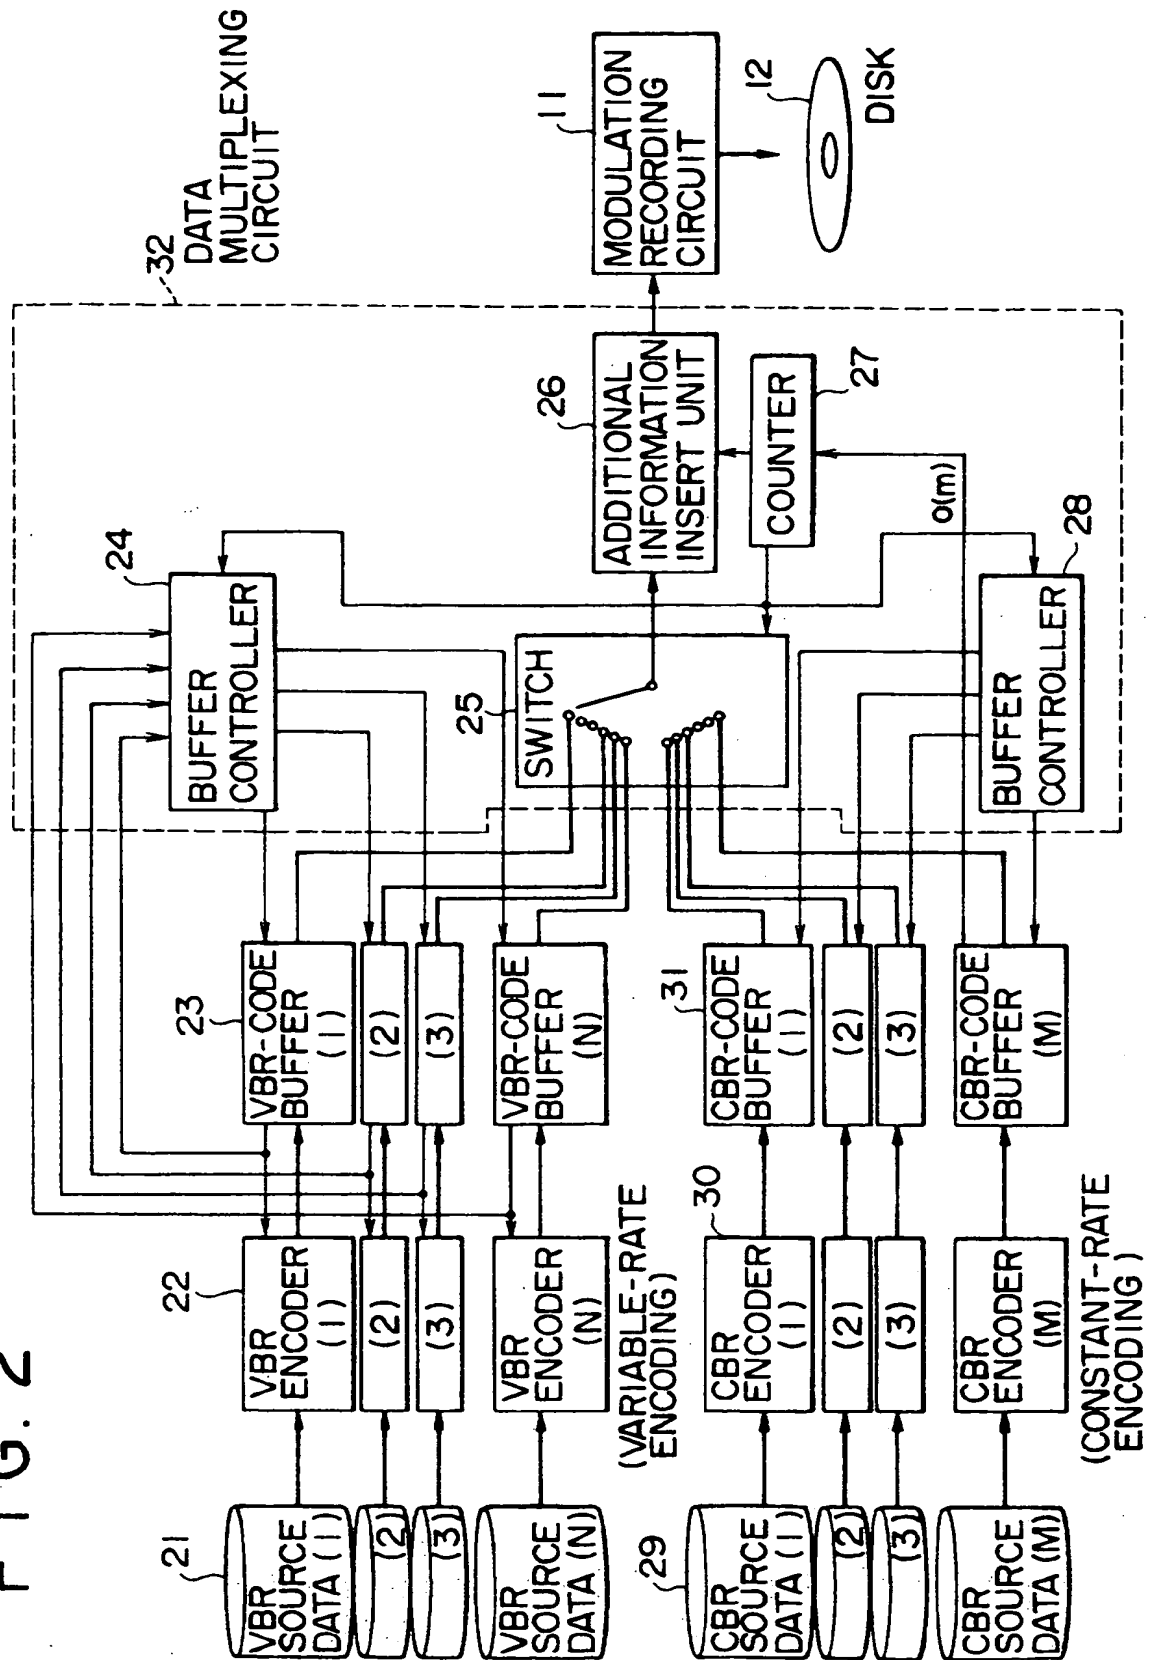 FIG. 2
21
VBR
SOURCE
DATA (1)
(2)
(3)
VBR
SOURCE
DATA (N)
22
VBR
ENCODER
(1)
(2)
(3)
VBR
ENCODER
(N)
(VARIABLE-RATE
ENCODING)
23
VBR-CODE
BUFFER
(1)
(2)
(3)
VBR-CODE
BUFFER
(N)
24
BUFFER
CONTROLLER
25
SWITCH
26
ADDITIONAL
INFORMATION
INSERT UNIT
COUNTER
27
O(m)
32
DATA
MULTIPLEXING
CIRCUIT
11
MODULATION
RECORDING
CIRCUIT
12
DISK
29
CBR
SOURCE
DATA (1)
(2)
(3)
CBR
SOURCE
DATA (M)
30
CBR
ENCODER
(1)
(2)
(3)
CBR
ENCODER
(M)
(CONSTANT-RATE
ENCODING)
31
CBR-CODE
BUFFER
(1)
(2)
(3)
CBR-CODE
BUFFER
(M)
28
BUFFER
CONTROLLER